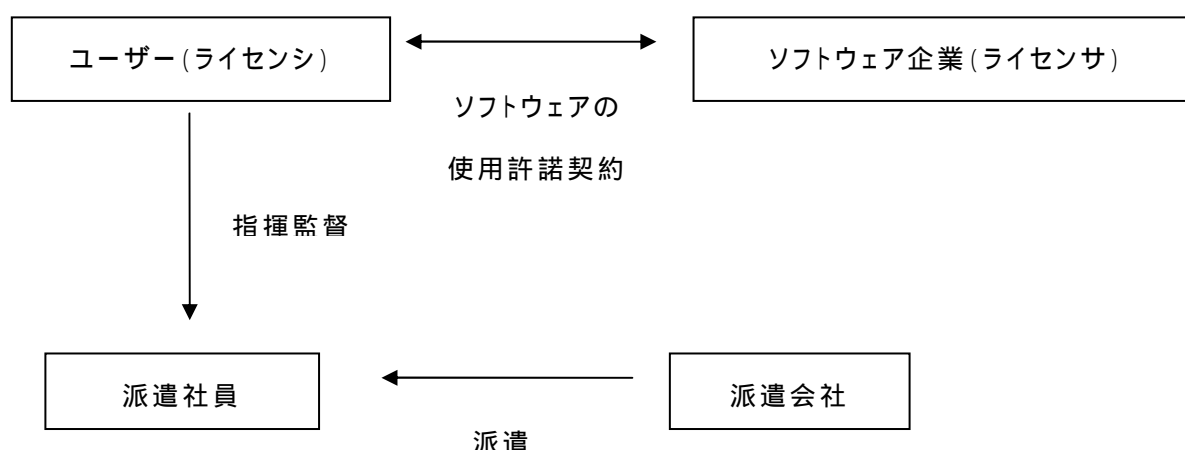 ユーザー(ライセンシ)
ソフトウェア企業(ライセンサ)
ソフトウェアの
使用許諾契約
指揮監督
派遣社員
派遣会社
派遣